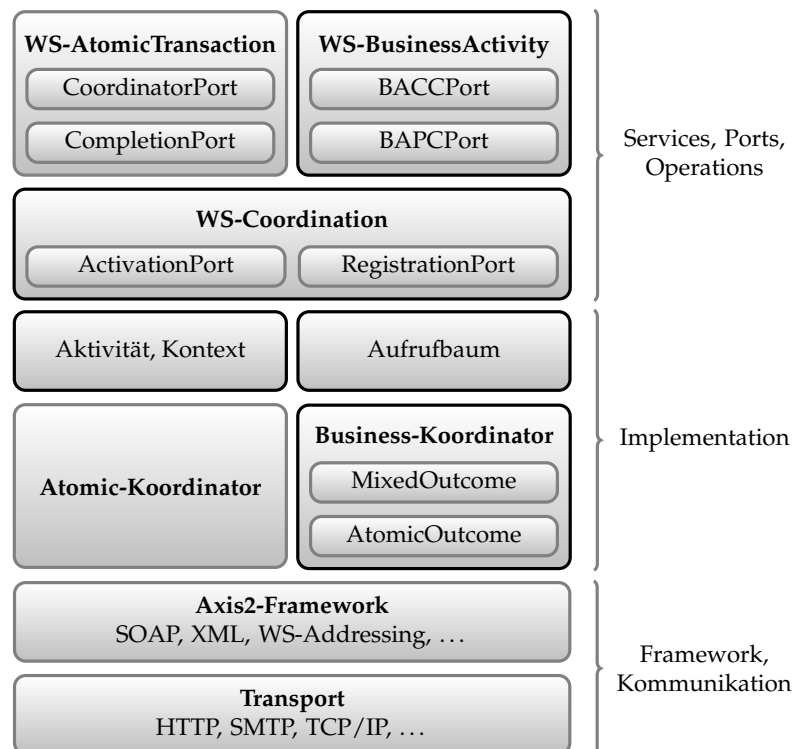 WS-AtomicTransaction
CoordinatorPort
CompletionPort
WS-BusinessActivity
BACCPort
BAPCPort
Services, Ports,
Operations
WS-Coordination
ActivationPort
RegistrationPort
Aktivität, Kontext
Aufrufbaum
Atomic-Koordinator
Business-Koordinator
MixedOutcome
AtomicOutcome
Implementation
Axis2-Framework
SOAP, XML, WS-Addressing, …
Transport
HTTP, SMTP, TCP/IP, …
Framework,
Kommunikation